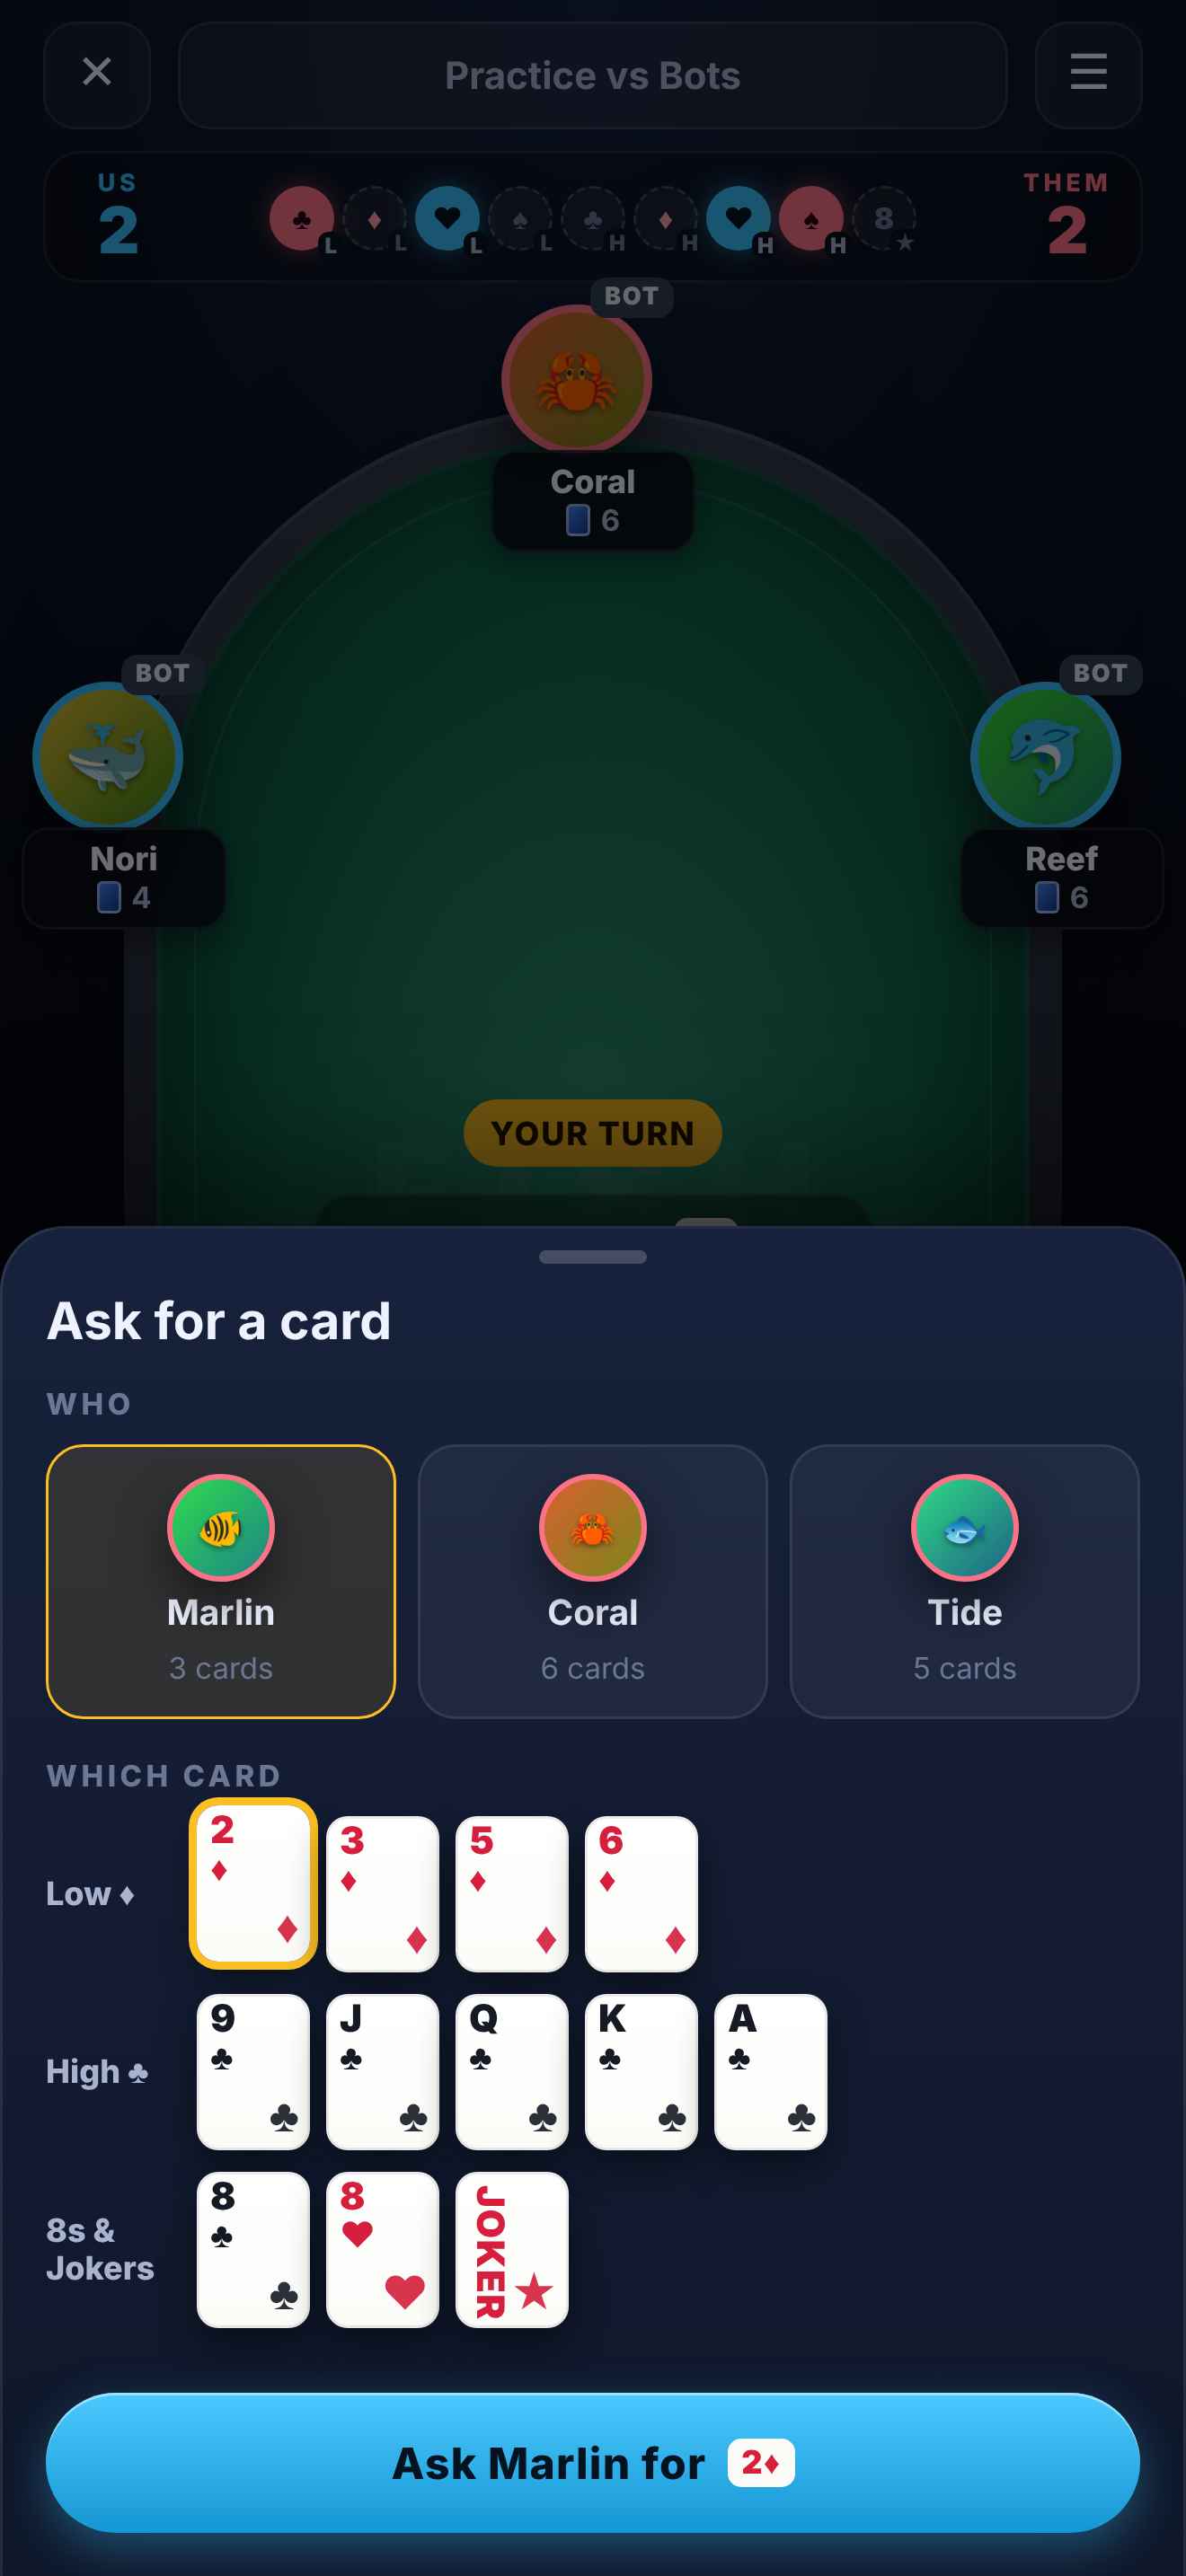 ✕
Practice vs Bots
☰
US
2
♣ L ♦ L ♥ L ♠ L ♣ H ♦ H ♥ H ♠ H 8 ★
THEM
2
BOT
Coral
6
BOT
Nori
4
BOT
Reef
6
YOUR TURN
Ask for a card
WHO
Marlin
3 cards
Coral
6 cards
Tide
5 cards
WHICH CARD
Low ♦
2♦ 3♦ 5♦ 6♦
High ♣
9♣ J♣ Q♣ K♣ A♣
8s &
Jokers
8♣ 8♥ JOKER ★
Ask Marlin for 2♦